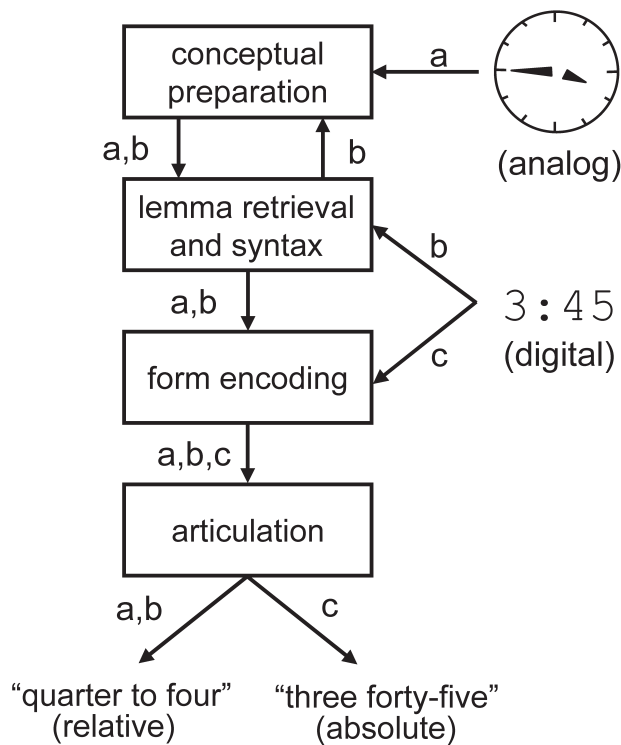 conceptual
preparation
a
(analog)
a,b
b
lemma retrieval
and syntax
b
a,b
3:45
(digital)
c
form encoding
a,b,c
articulation
a,b
c
“quarter to four”
(relative)
“three forty-five”
(absolute)